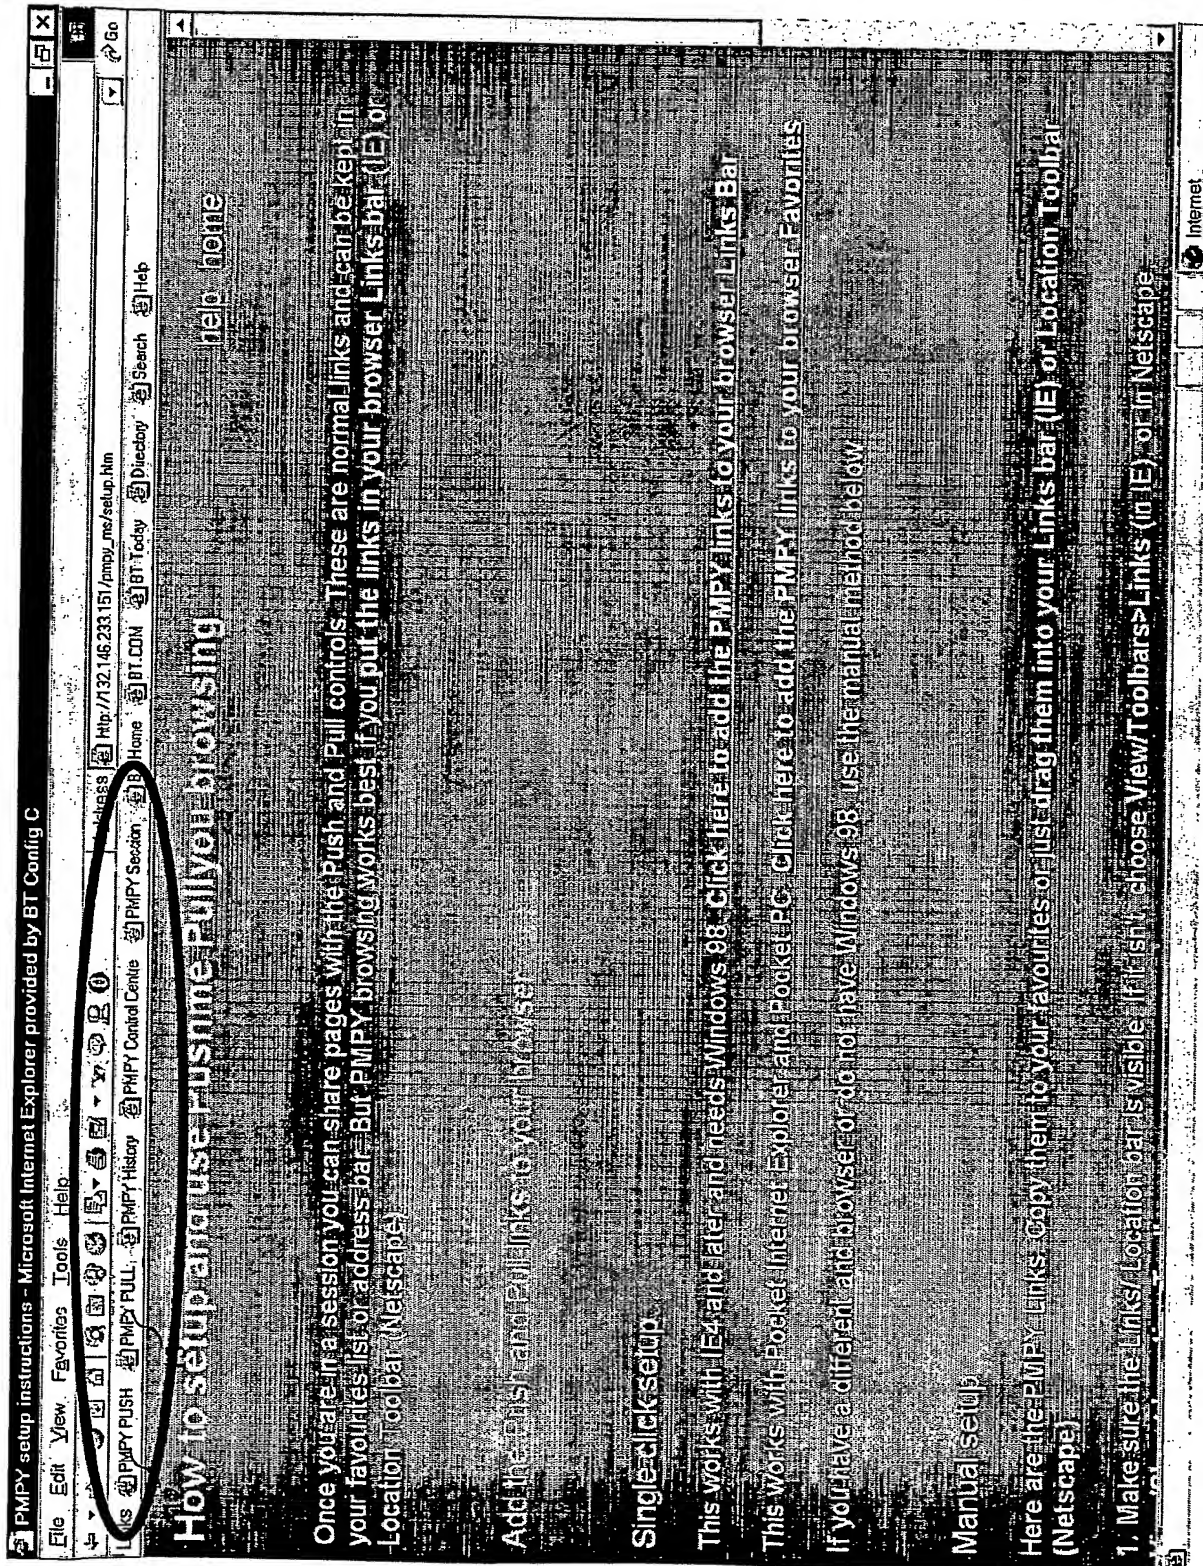 PMPY setup instructions - Microsoft Internet Explorer provided by BT Config C
File Edit View Favorites Tools Help
http://132.146.233.151/pmpy_ms/setup.htm Go
PMPY PUSH PMPY PULL PMPY History PMPY Control Centre PMPY Section Home BT.COM BT Today Directory Search Help
How to setup and use Pushme-Pullyou browsing
help home
Once you are in a session you can share pages with the Push and Pull controls. These are normal links and can be kept in
your favourites list or address bar. But PMPY browsing works best if you put the links in your browser Links bar (IE) or
Location Toolbar (Netscape)
Add the Push and Pull links to your browser
Single-click setup
This works with IE4 and later and needs Windows 98. Click here to add the PMPY links to your browser Links Bar
This works with Pocket Internet Explorer and Pocket PC. Click here to add the PMPY links to your browser Favorites
If you have a different browser or do not have Windows 98, use the manual method below
Manual setup
Here are the PMPY Links. Copy them to your favourites or just drag them into your Links bar (IE) or Location Toolbar
(Netscape)
1. Make sure the Links/Location bar is visible. If it isn't, choose View/Toolbars>Links (in IE) or in Netscape
Internet